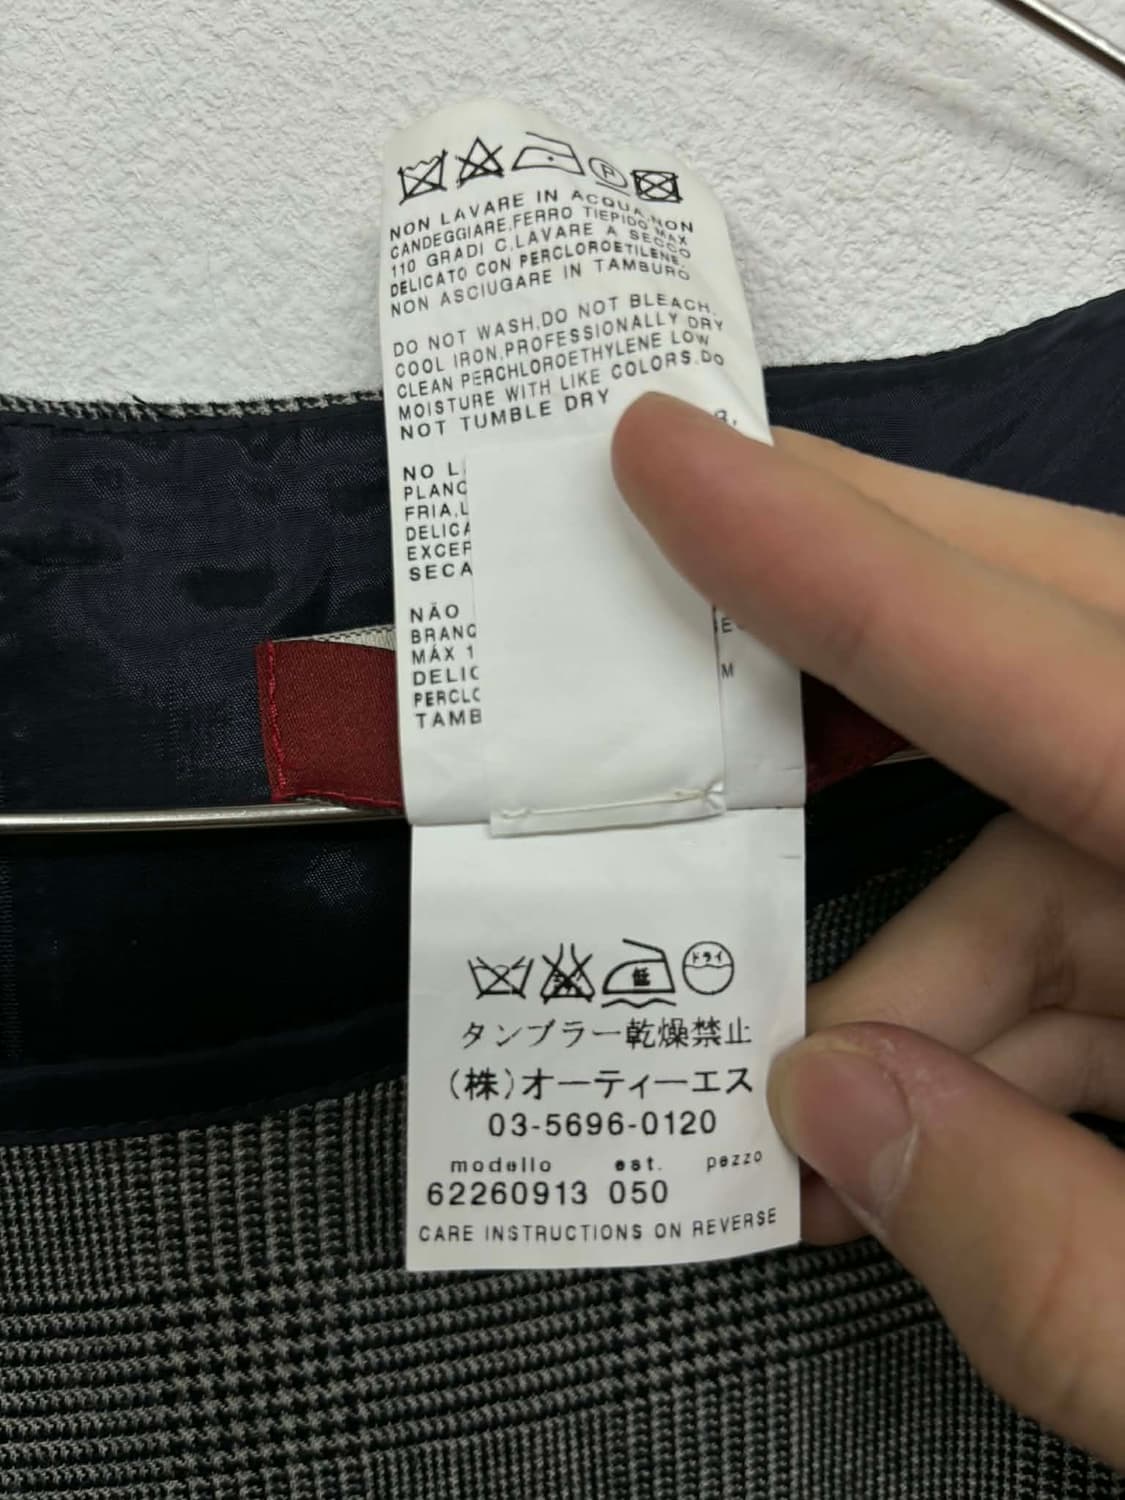 P
NON LAVARE IN ACQUA,NON
CANDEGGIARE,FERRO TIEPIDO MAX
110 GRADI C,LAVARE A SECCO
DELICATO CON PERCLOROETILENE
NON ASCIUGARE IN TAMBURO
DO NOT WASH,DO NOT BLEACH,
COOL IRON,PROFESSIONALLY DRY
CLEAN PERCHLOROETHYLENE LOW
MOISTURE WITH LIKE COLORS,DO
NOT TUMBLE DRY
NO L
PLANC
FRIA,L
DELICA
EXCEP
SECA
NÃO
BRANC
MÁX 1
DELIC
PERCLO
TAMB
M
低 ドライ
タンブラー乾燥禁止
(株)オーティーエス
03-5696-0120
modello est. pezzo
62260913 050
CARE INSTRUCTIONS ON REVERSE